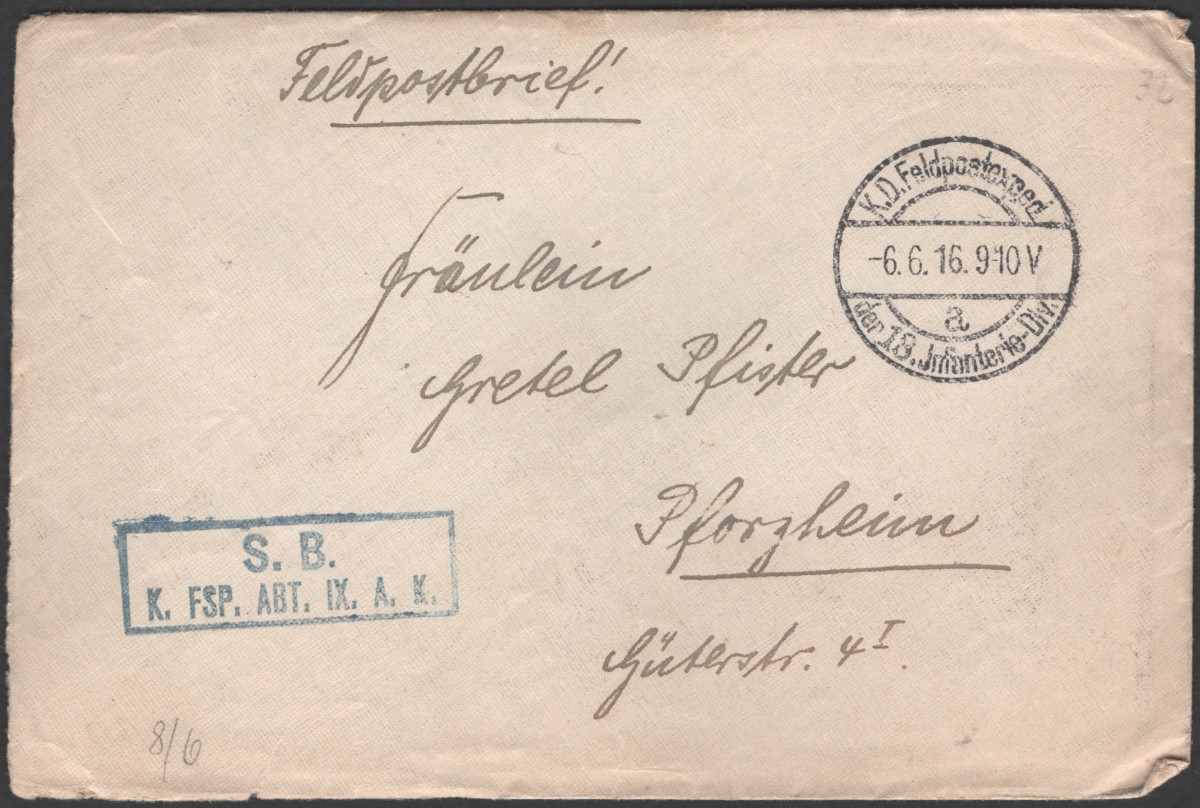 Feldpostbrief!
32
K.D. Feldpostexped.
-6.6.16. 9-10 V
a
der 18. Infanterie-Div.
Fräulein
Gretel Pfister
Pforzheim
Güterstr. 4 I.
S. B.
K. FSP. ABT. IX. A. K.
8/6